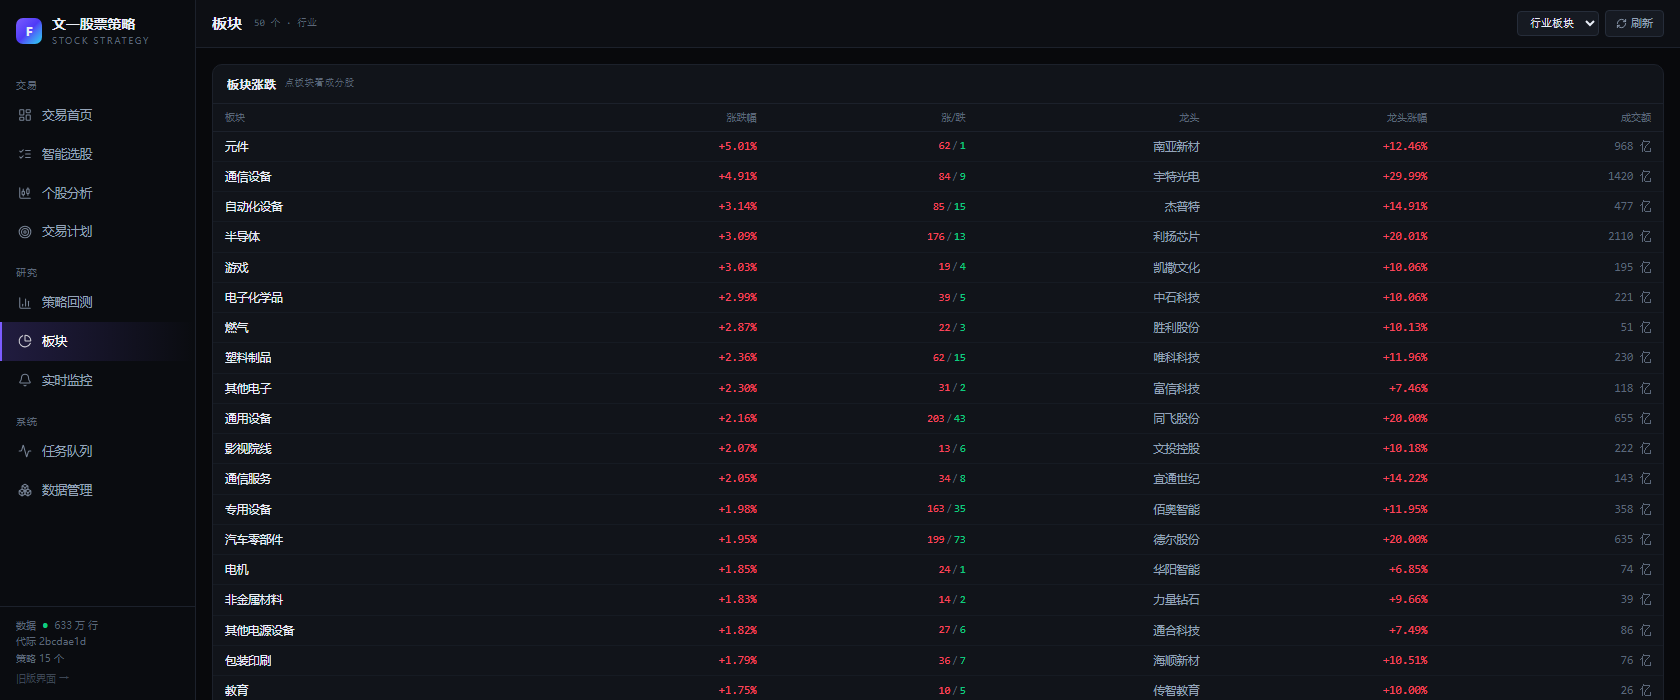 F
文一股票策略
STOCK STRATEGY
交易
交易首页
智能选股
个股分析
交易计划
研究
策略回测
板块
实时监控
系统
任务队列
数据管理
数据 ● 633 万 行
代际 2bcdae1d
策略 15 个
旧版界面 →
板块 50 个 · 行业
行业板块 刷新
板块涨跌 点板块看成分股
板块 涨跌幅 涨/跌 龙头 龙头涨幅 成交额
元件 +5.01% 62/1 南亚新材 +12.46% 968 亿
通信设备 +4.91% 84/9 宇特光电 +29.99% 1420 亿
自动化设备 +3.14% 85/15 杰普特 +14.91% 477 亿
半导体 +3.09% 176/13 利扬芯片 +20.01% 2110 亿
游戏 +3.03% 19/4 凯撒文化 +10.06% 195 亿
电子化学品 +2.99% 39/5 中石科技 +10.06% 221 亿
燃气 +2.87% 22/3 胜利股份 +10.13% 51 亿
塑料制品 +2.36% 62/15 唯科科技 +11.96% 230 亿
其他电子 +2.30% 31/2 富信科技 +7.46% 118 亿
通用设备 +2.16% 203/43 同飞股份 +20.00% 655 亿
影视院线 +2.07% 13/6 文投控股 +10.18% 222 亿
通信服务 +2.05% 34/8 宜通世纪 +14.22% 143 亿
专用设备 +1.98% 163/35 佰奥智能 +11.95% 358 亿
汽车零部件 +1.95% 199/73 德尔股份 +20.00% 635 亿
电机 +1.85% 24/1 华阳智能 +6.85% 74 亿
非金属材料 +1.83% 14/2 力量钻石 +9.66% 39 亿
其他电源设备 +1.82% 27/6 通合科技 +7.49% 86 亿
包装印刷 +1.79% 36/7 海顺新材 +10.51% 76 亿
教育 +1.75% 10/5 传智教育 +10.00% 26 亿